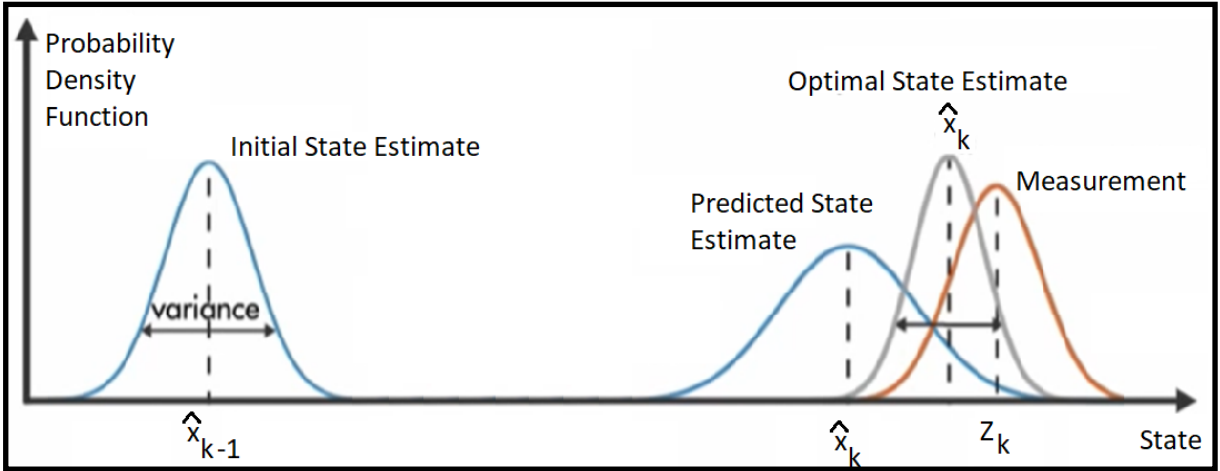 Probability
Density
Function
Initial State Estimate
variance
Optimal State Estimate
x̂k
Measurement
Predicted State
Estimate
x̂k-1
x̂k
Zk
State